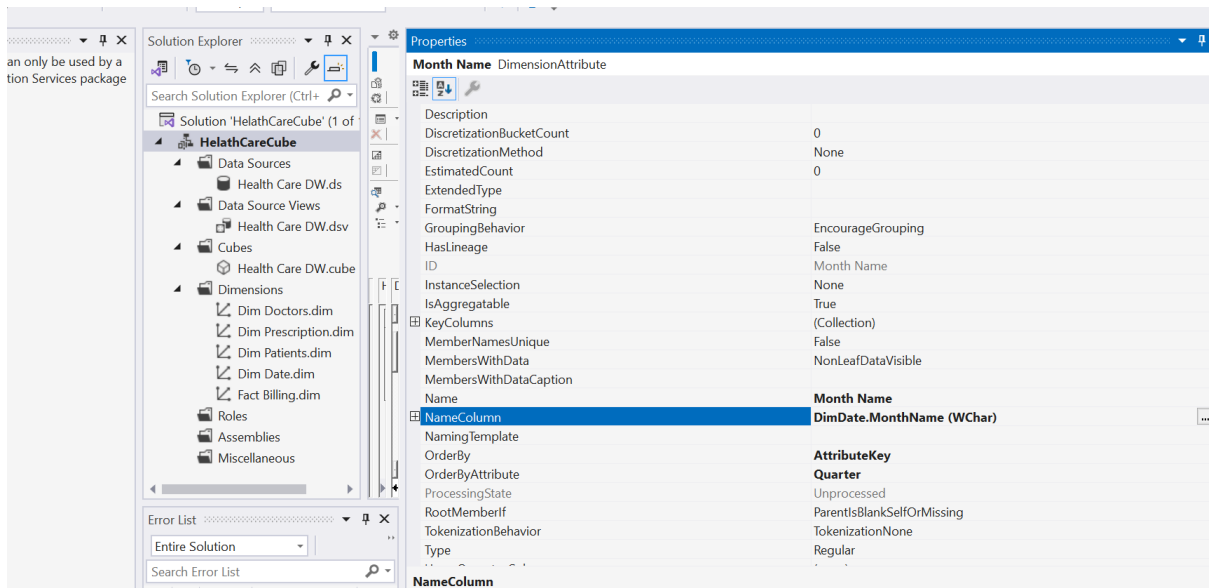 an only be used by a
tion Services package
Solution Explorer
Search Solution Explorer (Ctrl+
Solution 'HelathCareCube' (1 of
HelathCareCube
Data Sources
Health Care DW.ds
Data Source Views
Health Care DW.dsv
Cubes
Health Care DW.cube
Dimensions
Dim Doctors.dim
Dim Prescription.dim
Dim Patients.dim
Dim Date.dim
Fact Billing.dim
Roles
Assemblies
Miscellaneous
Error List
Entire Solution
Search Error List
Properties
Month Name DimensionAttribute
Description
DiscretizationBucketCount 0
DiscretizationMethod None
EstimatedCount 0
ExtendedType
FormatString
GroupingBehavior EncourageGrouping
HasLineage False
ID Month Name
InstanceSelection None
IsAggregatable True
KeyColumns (Collection)
MemberNamesUnique False
MembersWithData NonLeafDataVisible
MembersWithDataCaption
Name Month Name
NameColumn DimDate.MonthName (WChar) ...
NamingTemplate
OrderBy AttributeKey
OrderByAttribute Quarter
ProcessingState Unprocessed
RootMemberIf ParentIsBlankSelfOrMissing
TokenizationBehavior TokenizationNone
Type Regular
NameColumn